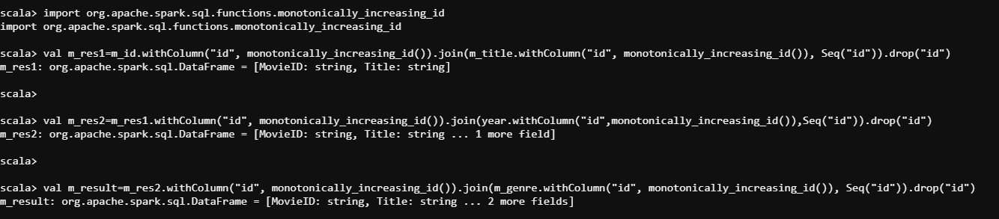 scala> import org.apache.spark.sql.functions.monotonically_increasing_id
import org.apache.spark.sql.functions.monotonically_increasing_id
scala> val m_res1=m_id.withColumn("id", monotonically_increasing_id()).join(m_title.withColumn("id", monotonically_increasing_id()), Seq("id")).drop("id")
m_res1: org.apache.spark.sql.DataFrame = [MovieID: string, Title: string]
scala>
scala> val m_res2=m_res1.withColumn("id", monotonically_increasing_id()).join(year.withColumn("id",monotonically_increasing_id()),Seq("id")).drop("id")
m_res2: org.apache.spark.sql.DataFrame = [MovieID: string, Title: string ... 1 more field]
scala>
scala> val m_result=m_res2.withColumn("id", monotonically_increasing_id()).join(m_genre.withColumn("id", monotonically_increasing_id()), Seq("id")).drop("id")
m_result: org.apache.spark.sql.DataFrame = [MovieID: string, Title: string ... 2 more fields]